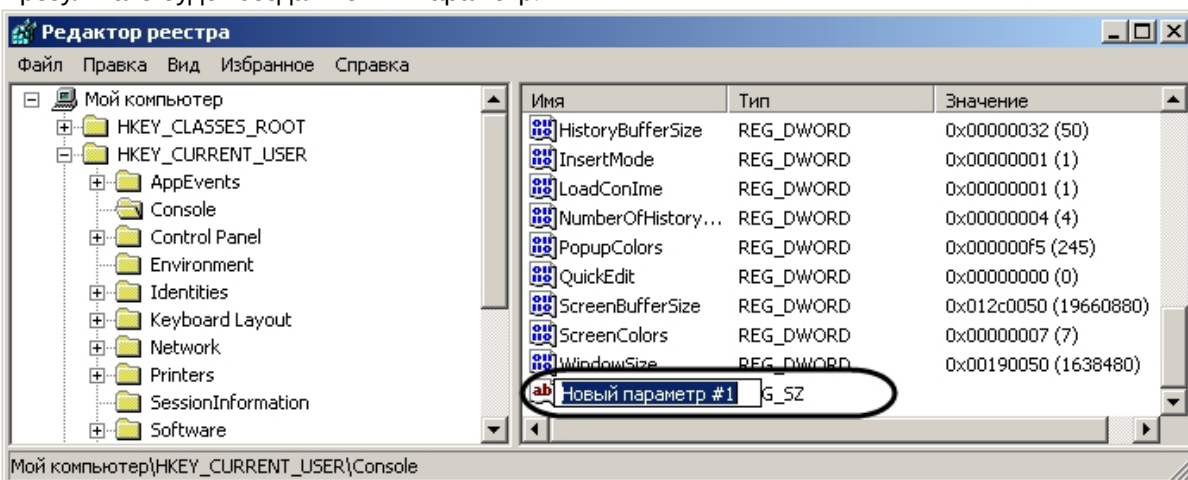 Редактор реестра
Файл Правка Вид Избранное Справка
Мой компьютер
HKEY_CLASSES_ROOT
HKEY_CURRENT_USER
AppEvents
Console
Control Panel
Environment
Identities
Keyboard Layout
Network
Printers
SessionInformation
Software
Имя Тип Значение
HistoryBufferSize REG_DWORD 0x00000032 (50)
InsertMode REG_DWORD 0x00000001 (1)
LoadConIme REG_DWORD 0x00000001 (1)
NumberOfHistory... REG_DWORD 0x00000004 (4)
PopupColors REG_DWORD 0x000000f5 (245)
QuickEdit REG_DWORD 0x00000000 (0)
ScreenBufferSize REG_DWORD 0x012c0050 (19660880)
ScreenColors REG_DWORD 0x00000007 (7)
WindowSize REG_DWORD 0x00190050 (1638480)
Новый параметр #1 G_SZ
Мой компьютер\HKEY_CURRENT_USER\Console